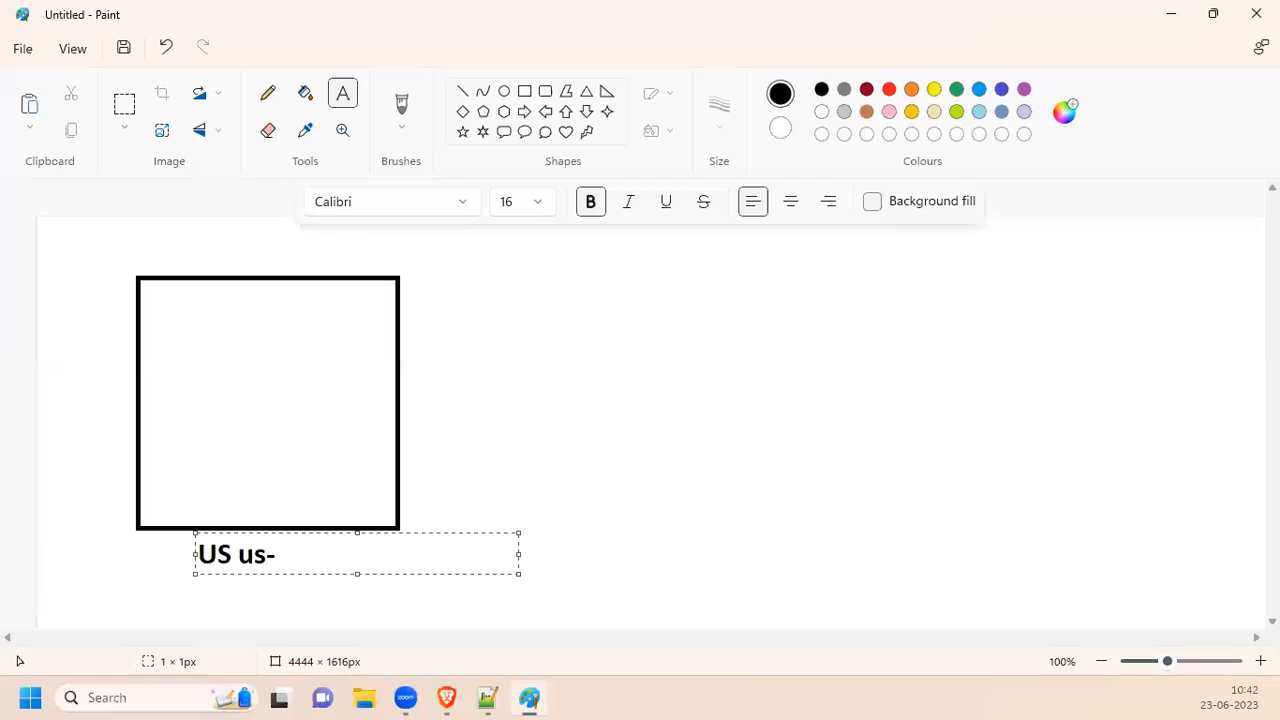 Untitled - Paint
File View
Clipboard Image Tools Brushes Shapes Size Colours
Calibri 16 B I U S Background fill
US us-
1 × 1px 4444 × 1616px 100%
Search zoom 10:42
23-06-2023